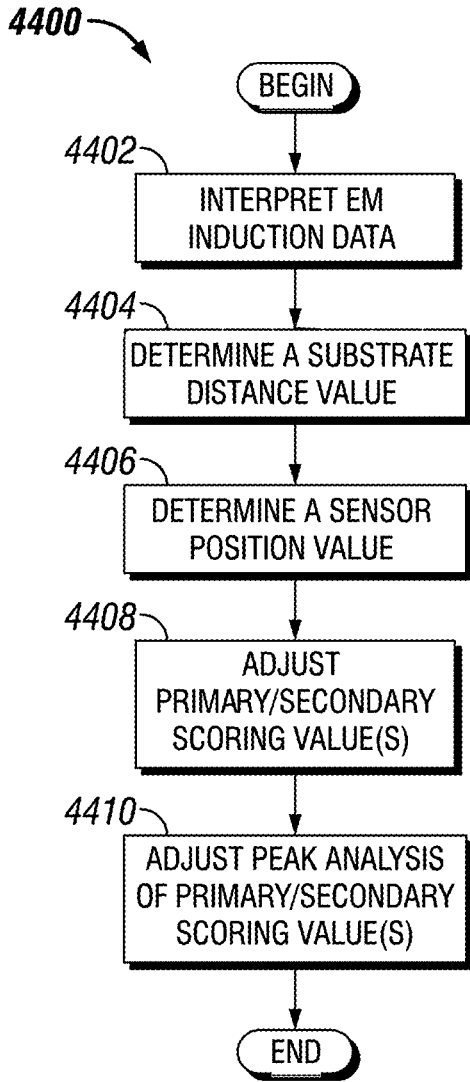 4400
BEGIN
4402
INTERPRET EM
INDUCTION DATA
4404
DETERMINE A SUBSTRATE
DISTANCE VALUE
4406
DETERMINE A SENSOR
POSITION VALUE
4408
ADJUST
PRIMARY/SECONDARY
SCORING VALUE(S)
4410
ADJUST PEAK ANALYSIS
OF PRIMARY/SECONDARY
SCORING VALUE(S)
END